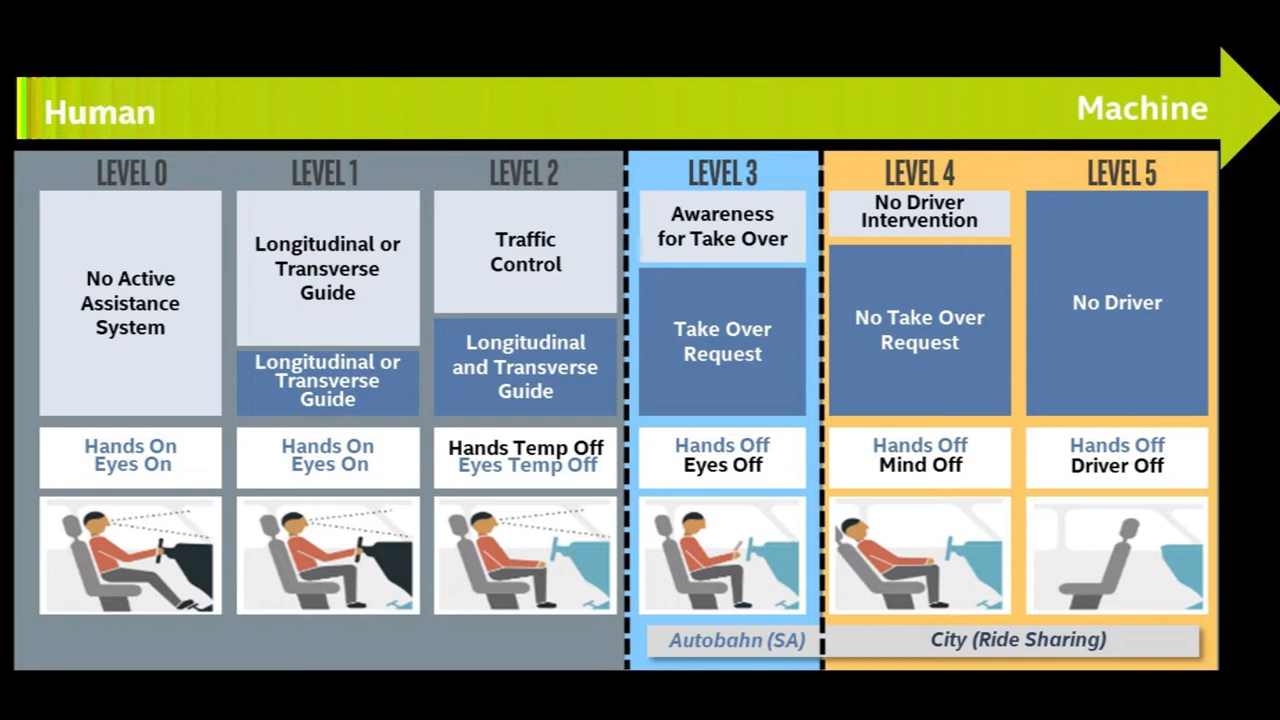 Human
Machine
LEVEL 0
LEVEL 1
LEVEL 2
LEVEL 3
LEVEL 4
LEVEL 5
No Active
Assistance
System
Longitudinal or
Transverse
Guide
Longitudinal or
Transverse
Guide
Traffic
Control
Longitudinal
and Transverse
Guide
Awareness
for Take Over
Take Over
Request
No Driver
Intervention
No Take Over
Request
No Driver
Hands On
Eyes On
Hands On
Eyes On
Hands Temp Off
Eyes Temp Off
Hands Off
Eyes Off
Hands Off
Mind Off
Hands Off
Driver Off
Autobahn (SA)
City (Ride Sharing)